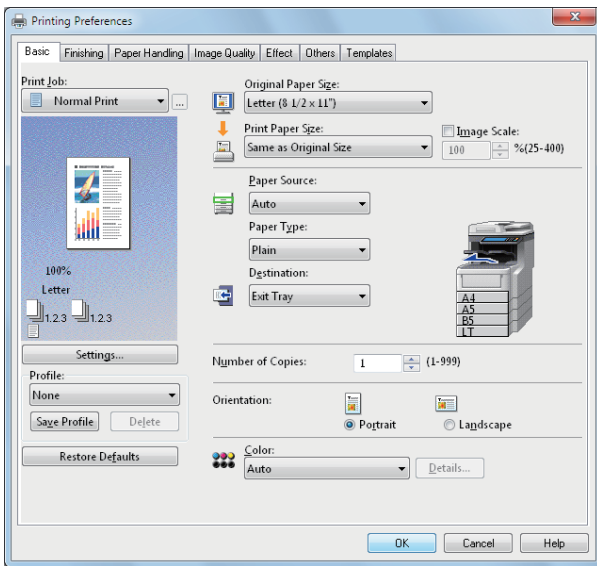 Printing Preferences
Basic Finishing Paper Handling Image Quality Effect Others Templates
Print Job:
Normal Print
...
100%
Letter
1.2.3 1.2.3
Settings...
Profile:
None
Save Profile Delete
Restore Defaults
Original Paper Size:
Letter (8 1/2 x 11")
Print Paper Size:
Same as Original Size
Image Scale:
100 %(25-400)
Paper Source:
Auto
Paper Type:
Plain
Destination:
Exit Tray
A4
A5
B5
LT
Number of Copies: 1 (1-999)
Orientation:
Portrait Landscape
Color:
Auto Details...
OK Cancel Help